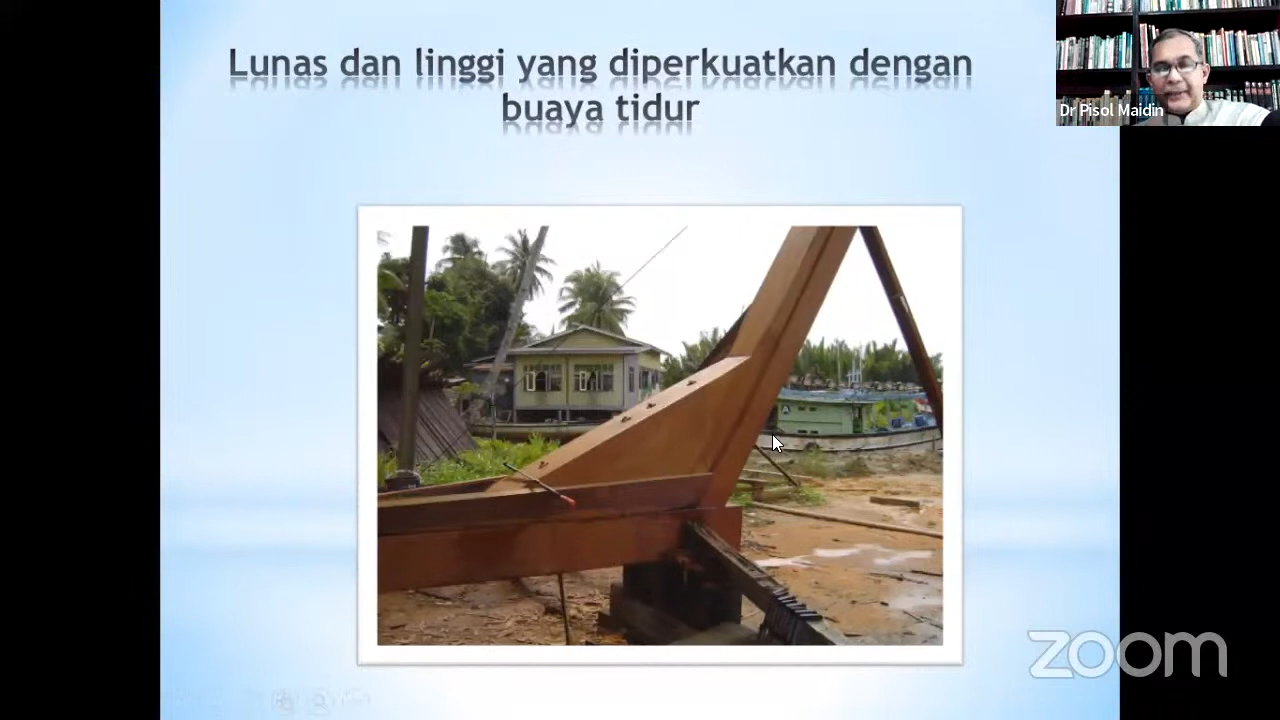 Lunas dan linggi yang diperkuatkan dengan
buaya tidur
Dr Pisol Maidin
A
zoom